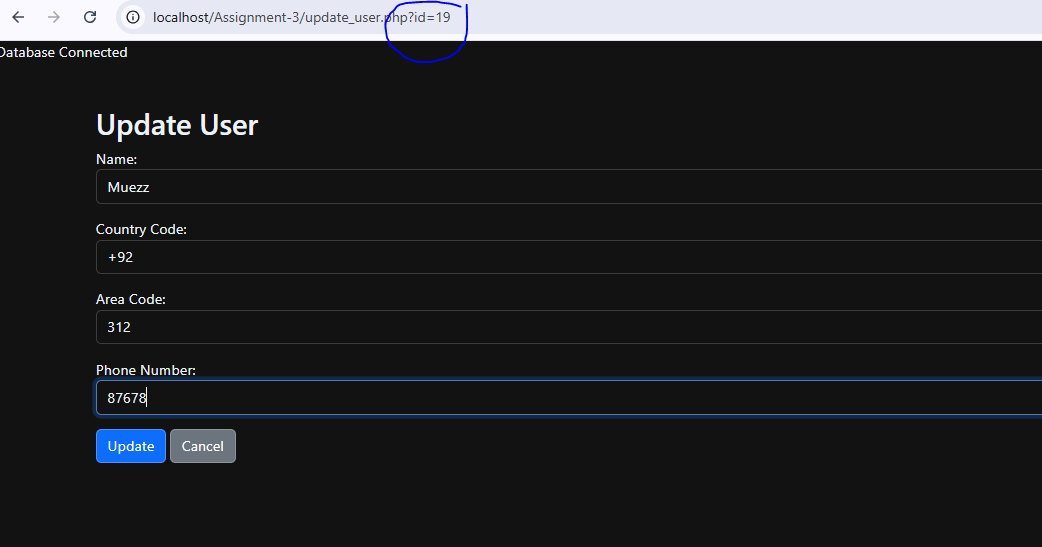 localhost/Assignment-3/update_user.php?id=19
Database Connected
Update User
Name:
Muezz
Country Code:
+92
Area Code:
312
Phone Number:
87678
Update Cancel